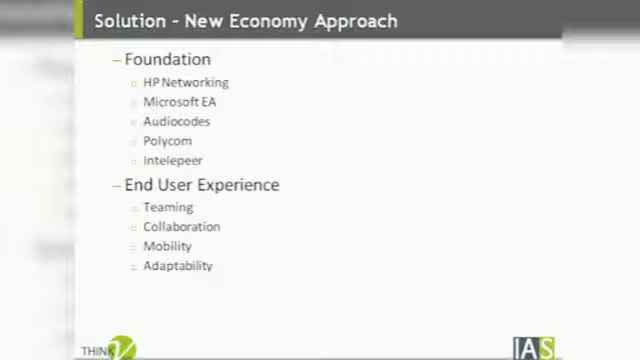 Solution – New Economy Approach
– Foundation
HP Networking
Microsoft EA
Audiocodes
Polycom
Intelepeer
– End User Experience
Teaming
Collaboration
Mobility
Adaptability
THINK
IAS